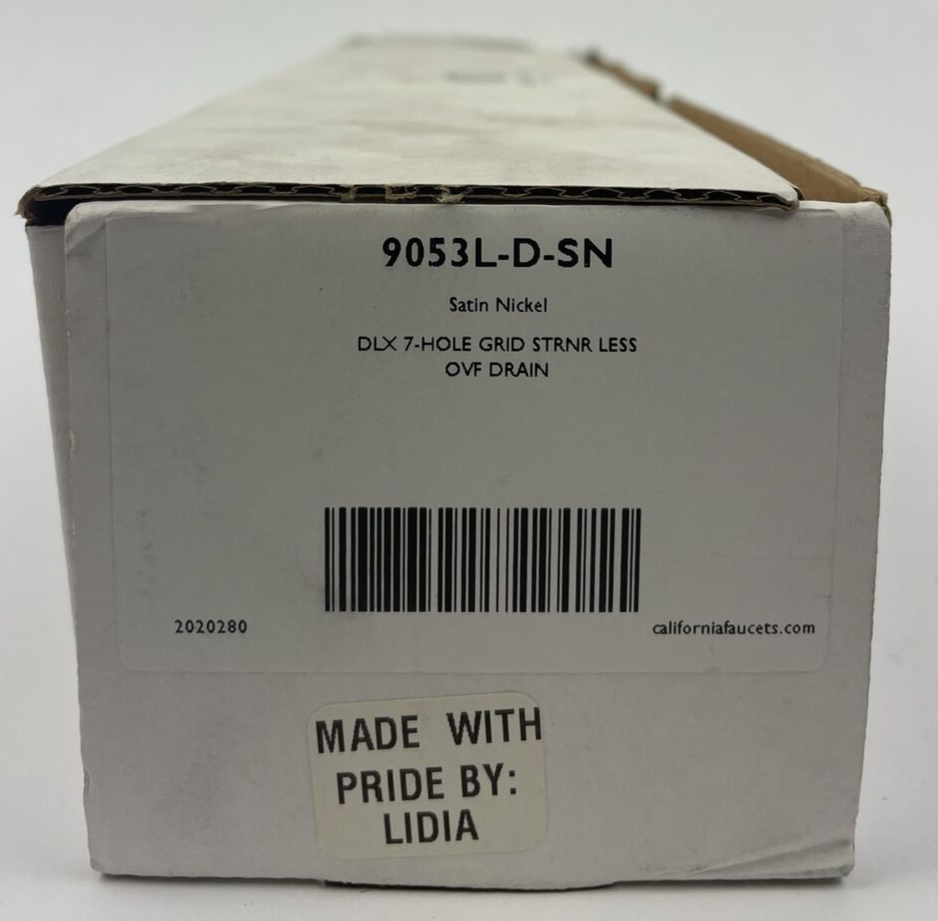 9053L-D-SN
Satin Nickel
DLX 7-HOLE GRID STRNR LESS
OVF DRAIN
2020280
californiafaucets.com
MADE WITH
PRIDE BY:
LIDIA